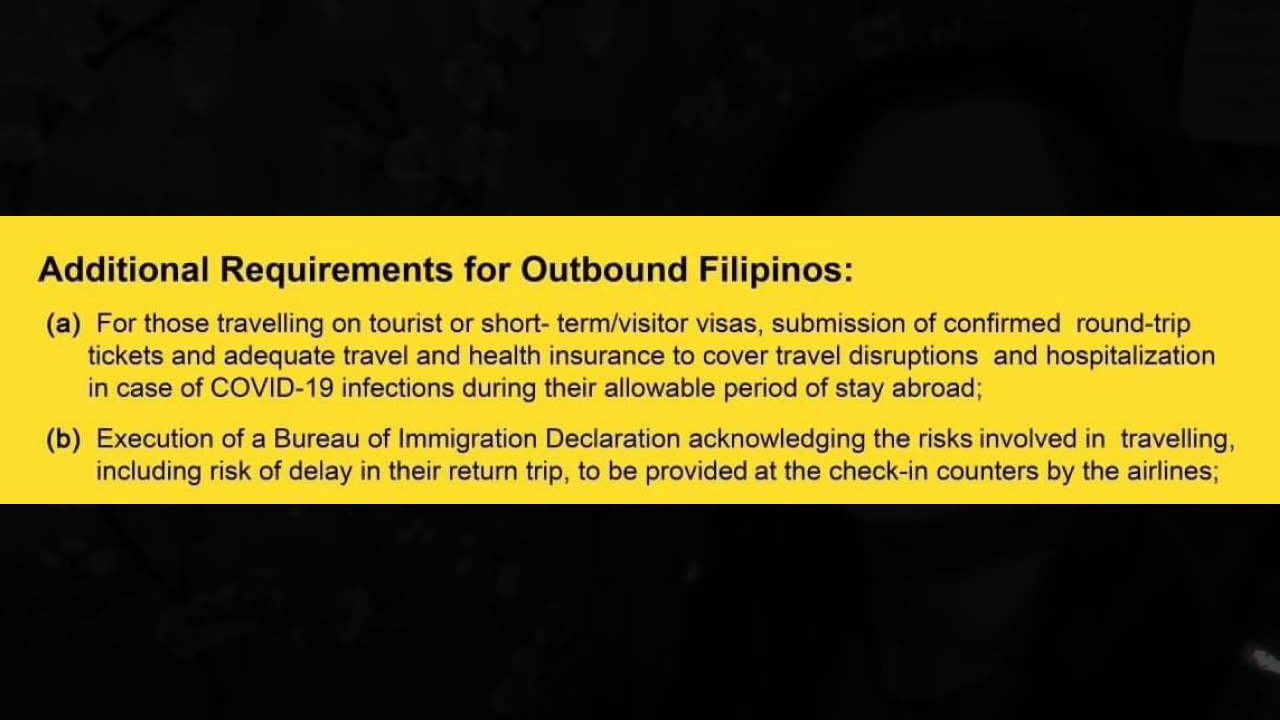 Additional Requirements for Outbound Filipinos:
(a) For those travelling on tourist or short- term/visitor visas, submission of confirmed round-trip
tickets and adequate travel and health insurance to cover travel disruptions and hospitalization
in case of COVID-19 infections during their allowable period of stay abroad;
(b) Execution of a Bureau of Immigration Declaration acknowledging the risks involved in travelling,
including risk of delay in their return trip, to be provided at the check-in counters by the airlines;